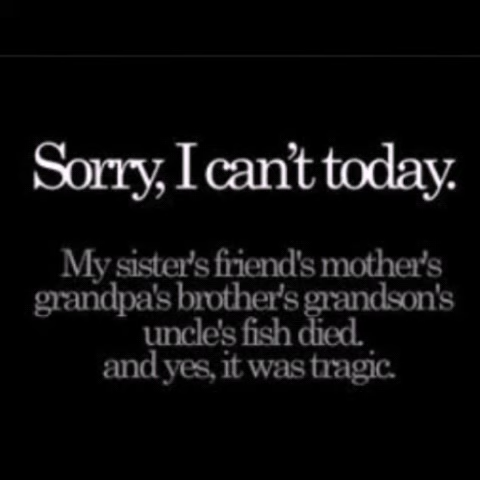 Sorry, I can't today.
My sister's friend's mother's
grandpa's brother's grandson's
uncle's fish died.
and yes, it was tragic.